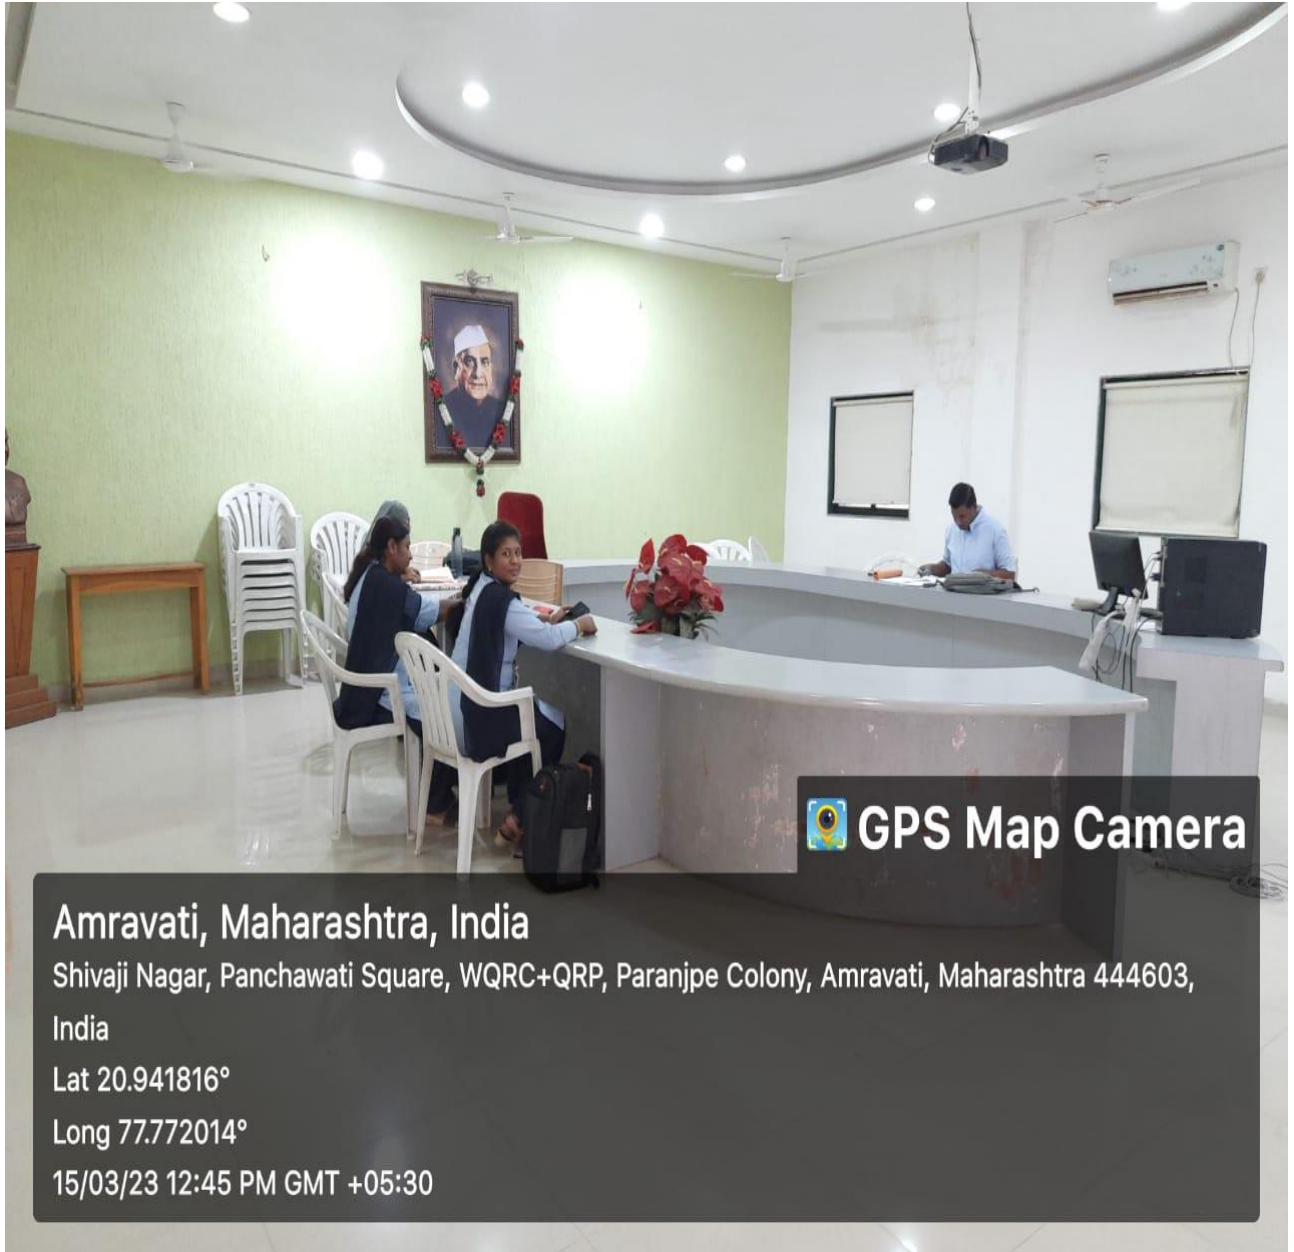 GPS Map Camera
Amravati, Maharashtra, India
Shivaji Nagar, Panchawati Square, WQRC+QRP, Paranjpe Colony, Amravati, Maharashtra 444603,
India
Lat 20.941816°
Long 77.772014°
15/03/23 12:45 PM GMT +05:30